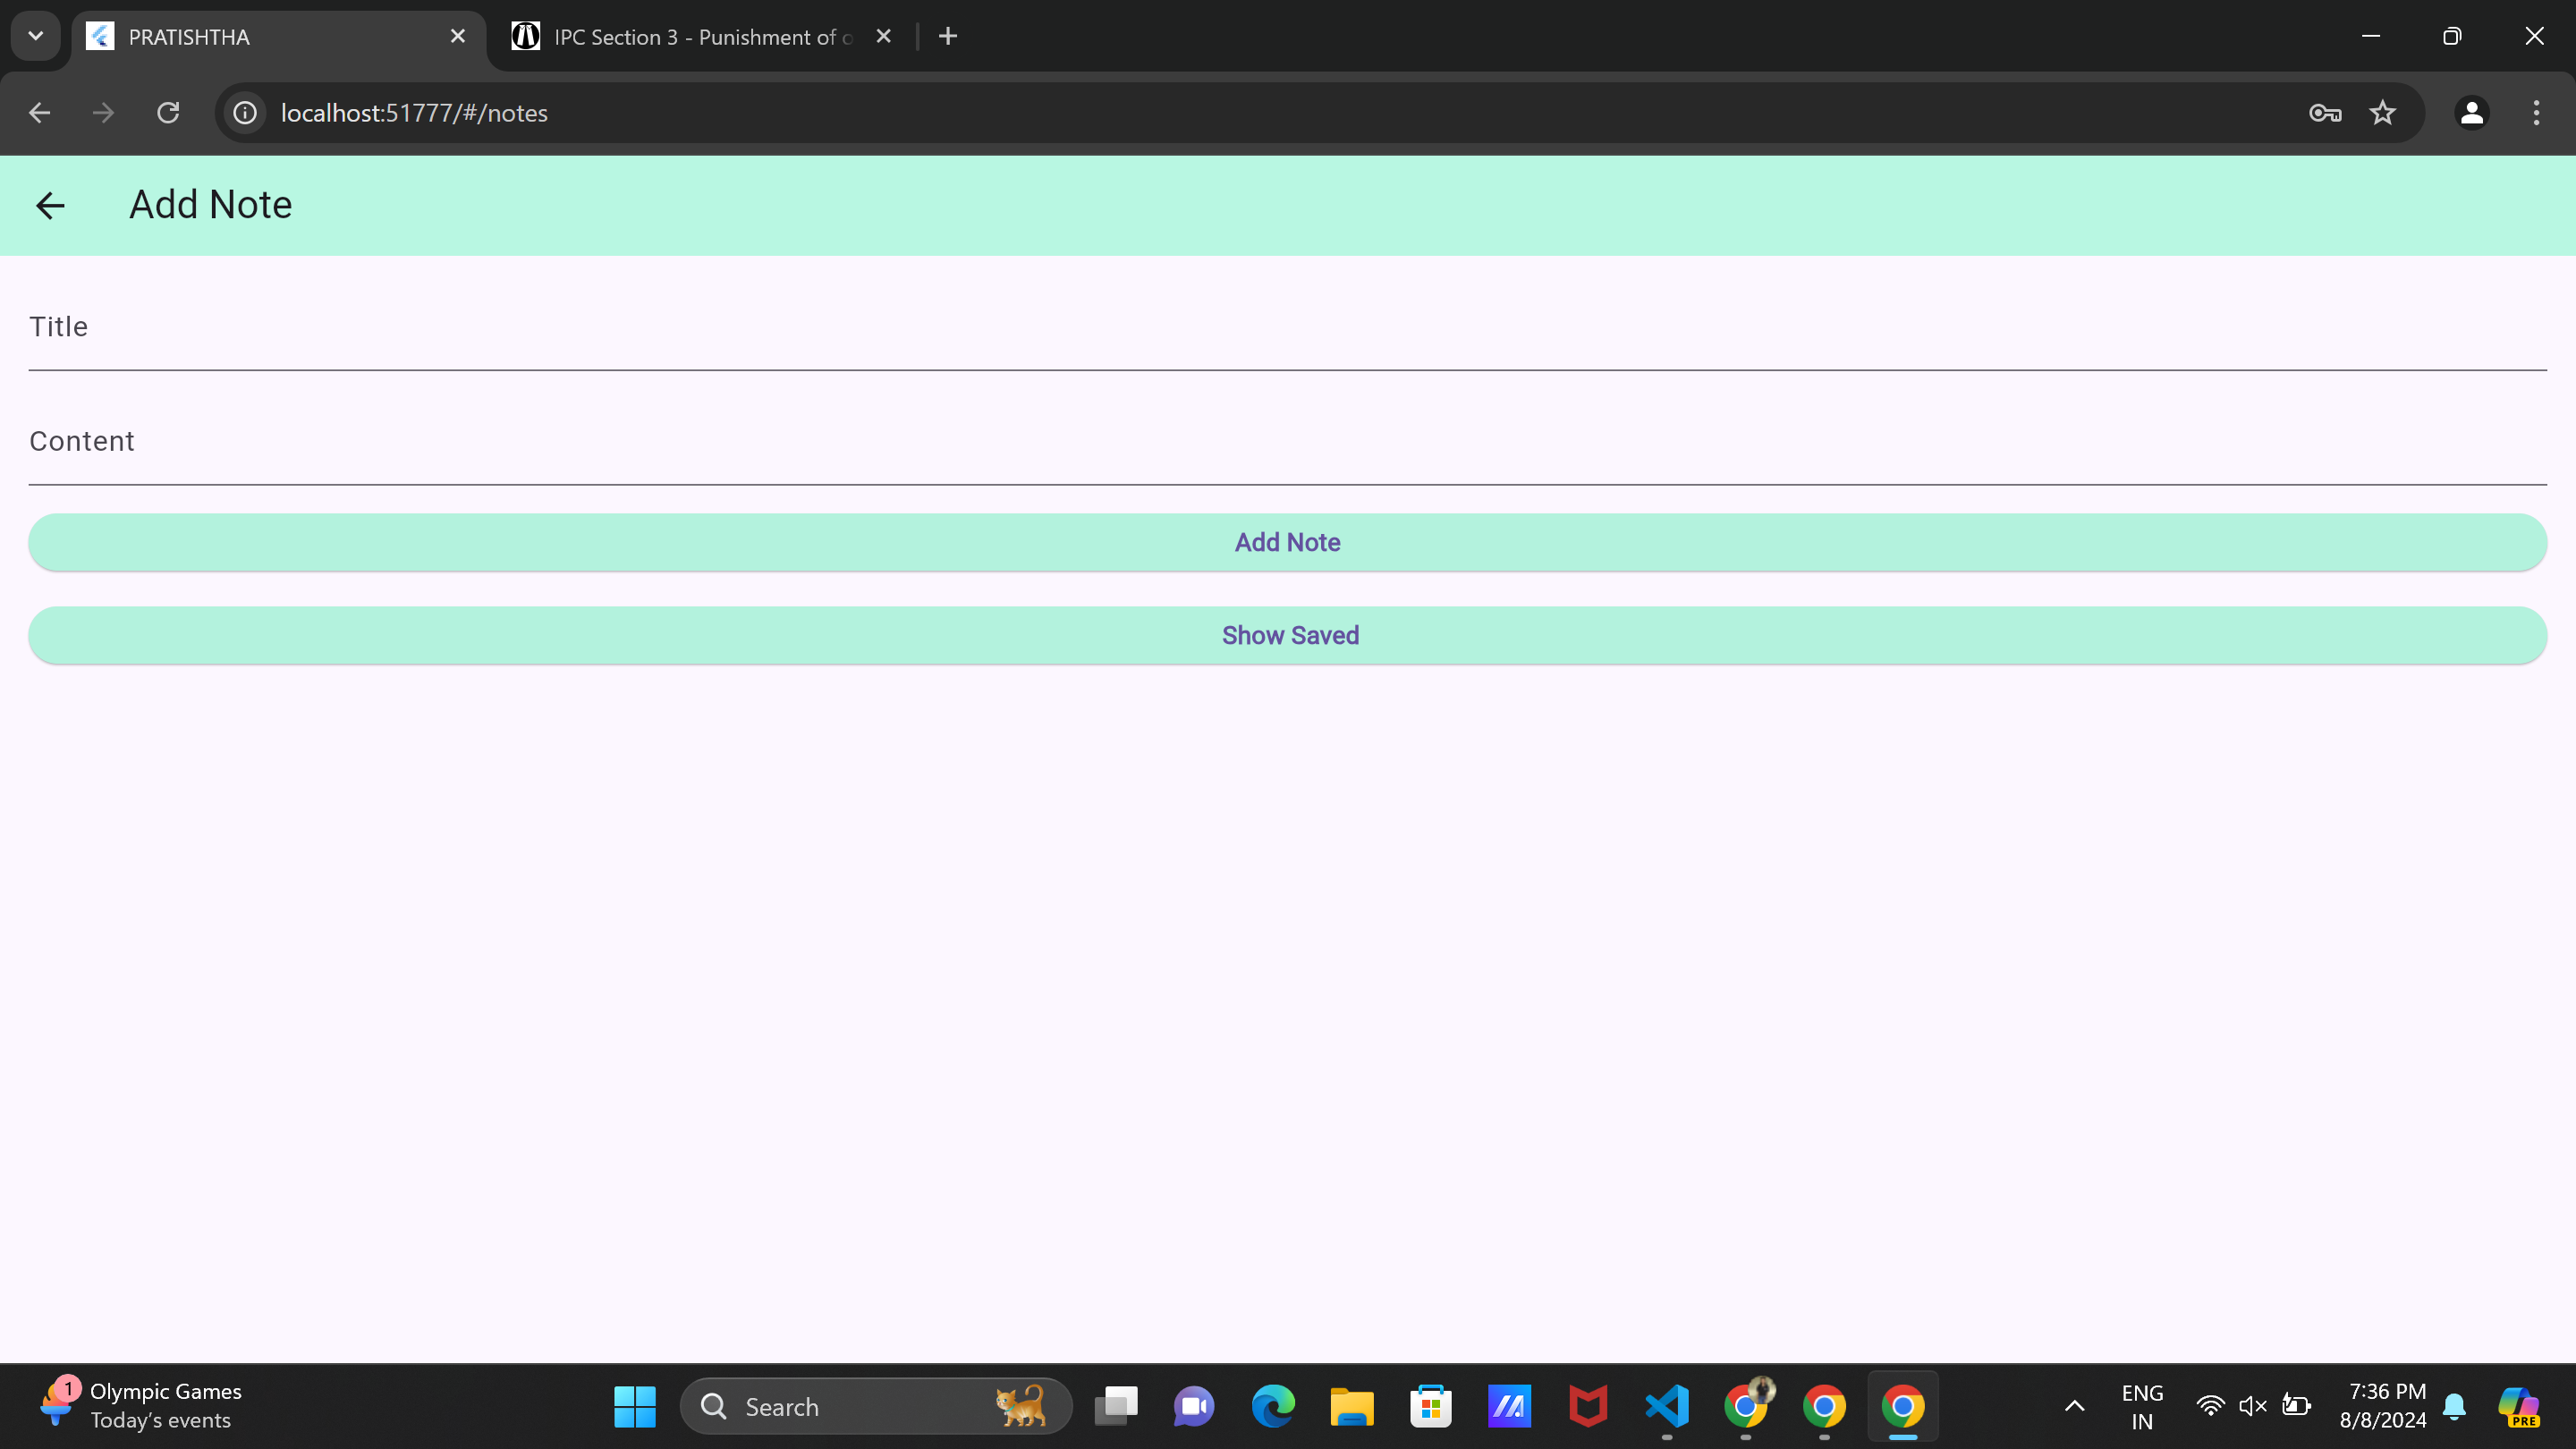 PRATISHTHA
IPC Section 3 - Punishment of
localhost:51777/#/notes
Add Note
Title
Content
Add Note
Show Saved
1
Olympic Games
Today's events
Search
ENG
IN
7:36 PM
8/8/2024
PRE